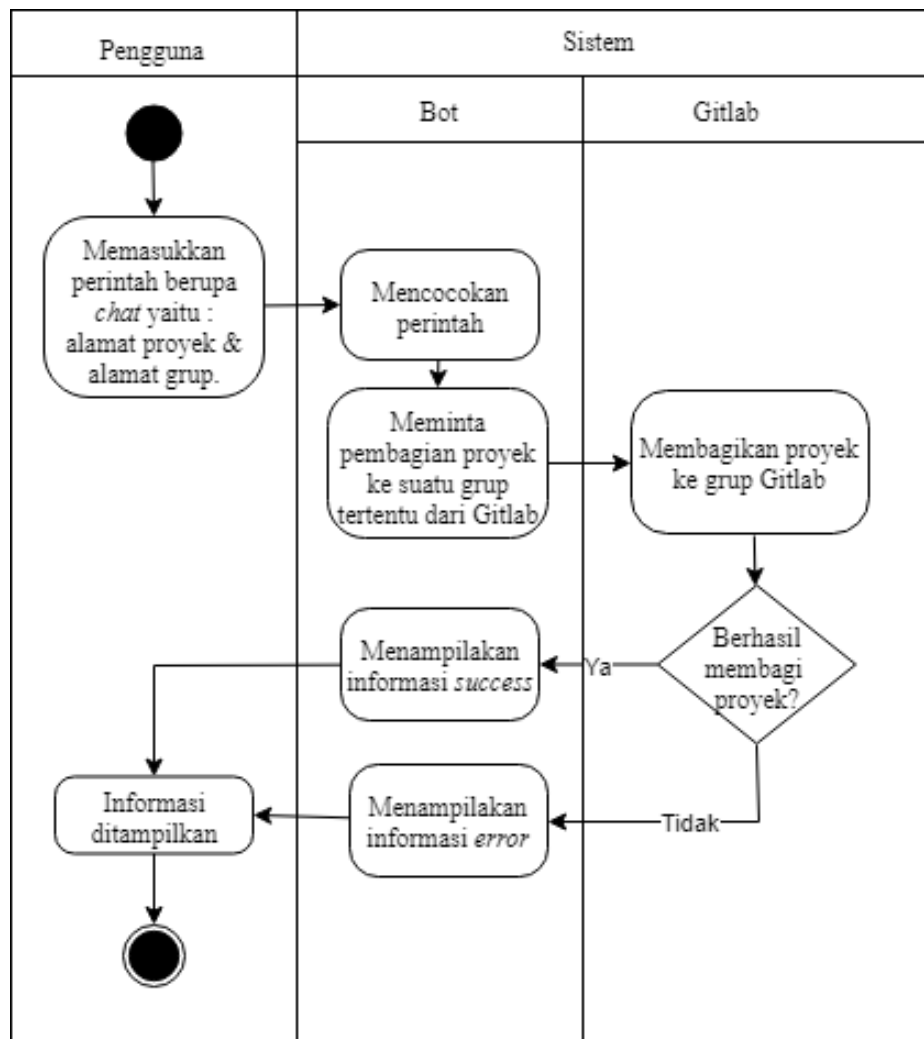 Pengguna
Sistem
Bot
Gitlab
Memasukkan
perintah berupa
chat yaitu :
alamat proyek &
alamat grup.
Mencocokan
perintah
Meminta
pembagian proyek
ke suatu grup
tertentu dari Gitlab
Membagikan proyek
ke grup Gitlab
Berhasil
membagi
proyek?
Ya
Menampilakan
informasi success
Tidak
Menampilakan
informasi error
Informasi
ditampilkan